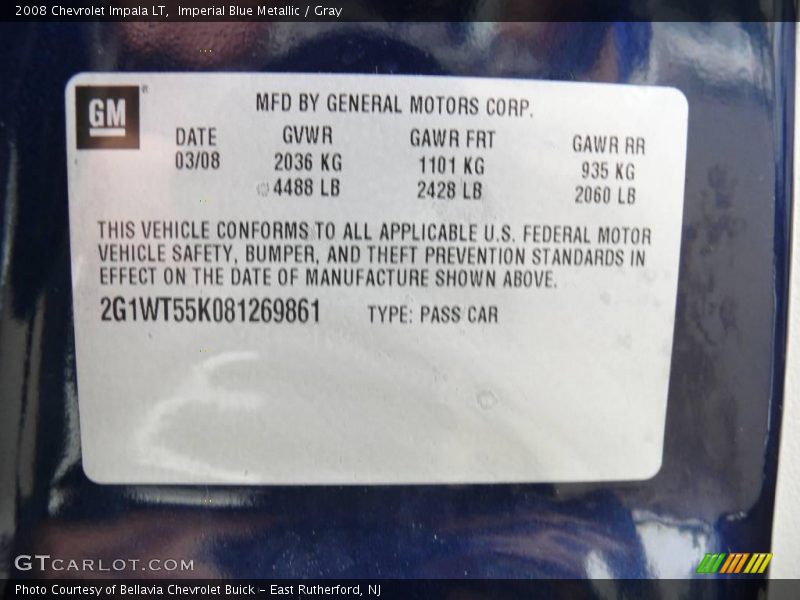 2008 Chevrolet Impala LT,  Imperial Blue Metallic / Gray
GM®
MFD BY GENERAL MOTORS CORP.
DATE GVWR GAWR FRT GAWR RR
03/08 2036 KG 1101 KG 935 KG
4488 LB 2428 LB 2060 LB
THIS VEHICLE CONFORMS TO ALL APPLICABLE U.S. FEDERAL MOTOR
VEHICLE SAFETY, BUMPER, AND THEFT PREVENTION STANDARDS IN
EFFECT ON THE DATE OF MANUFACTURE SHOWN ABOVE.
2G1WT55K081269861 TYPE: PASS CAR
GTCARLOT.COM
Photo Courtesy of Bellavia Chevrolet Buick - East Rutherford, NJ